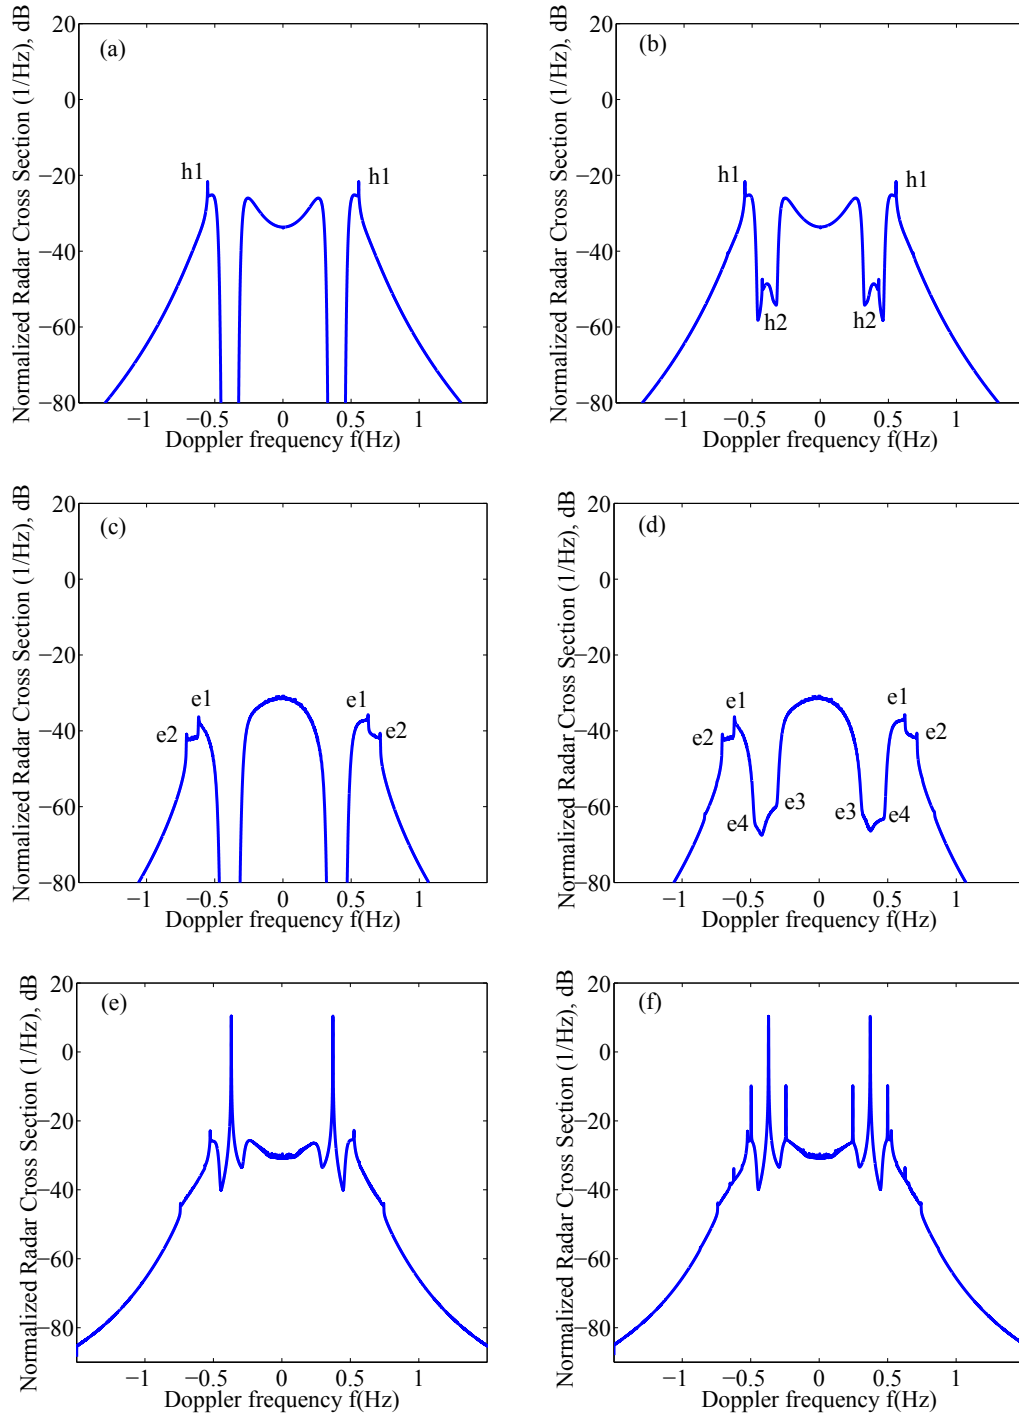 Normalized Radar Cross Section (1/Hz), dB
20
0
−20
−40
−60
−80
(a)
h1
h1
−1
−0.5
0
0.5
1
Doppler frequency f(Hz)
Normalized Radar Cross Section (1/Hz), dB
20
0
−20
−40
−60
−80
(b)
h1
h1
h2
h2
−1
−0.5
0
0.5
1
Doppler frequency f(Hz)
Normalized Radar Cross Section (1/Hz), dB
20
0
−20
−40
−60
−80
(c)
e1
e1
e2
e2
−1
−0.5
0
0.5
1
Doppler frequency f(Hz)
Normalized Radar Cross Section (1/Hz), dB
20
0
−20
−40
−60
−80
(d)
e1
e1
e2
e2
e3
e3
e4
e4
−1
−0.5
0
0.5
1
Doppler frequency f(Hz)
Normalized Radar Cross Section (1/Hz), dB
20
0
−20
−40
−60
−80
(e)
−1
−0.5
0
0.5
1
Doppler frequency f(Hz)
Normalized Radar Cross Section (1/Hz), dB
20
0
−20
−40
−60
−80
(f)
−1
−0.5
0
0.5
1
Doppler frequency f(Hz)